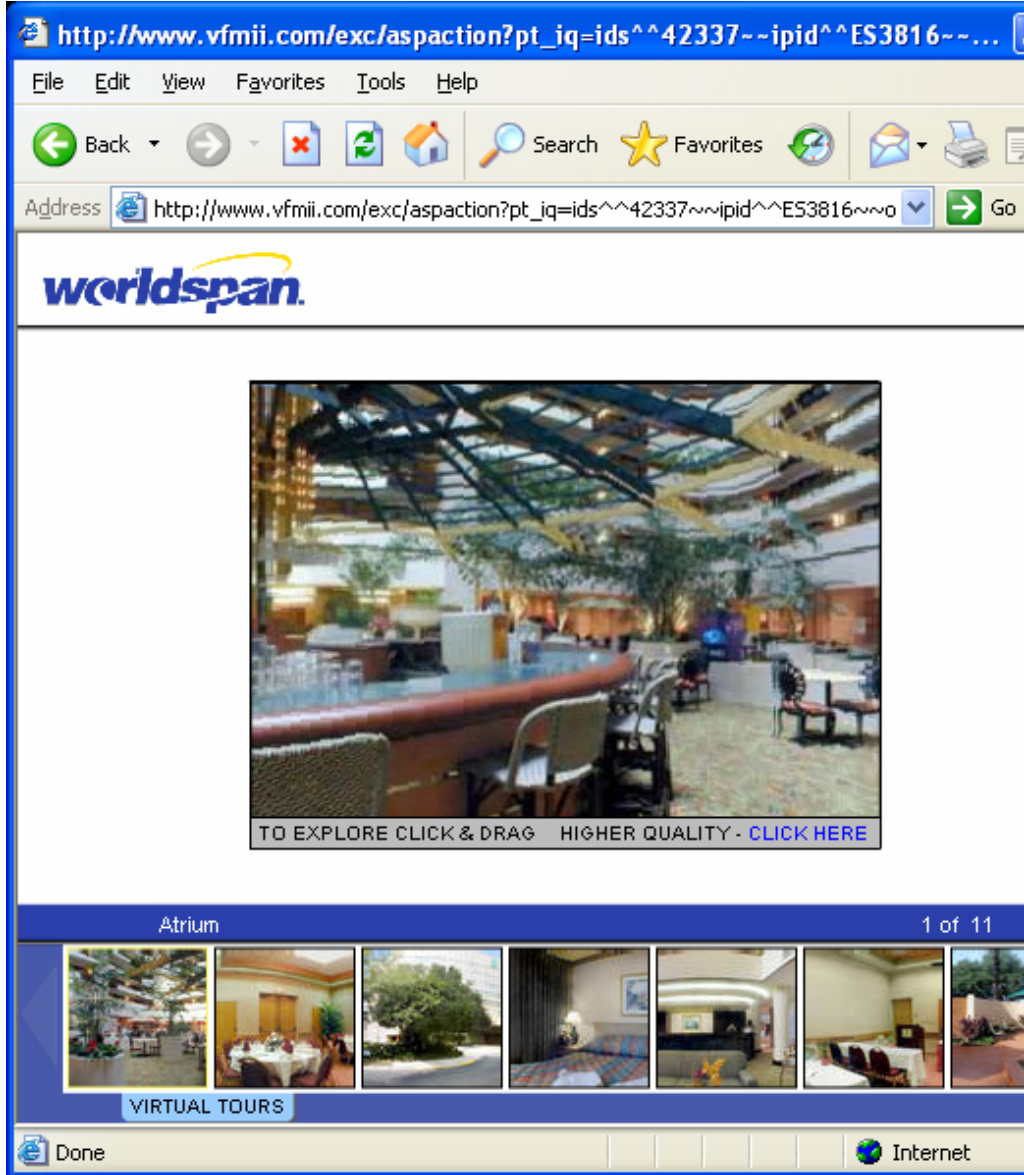 http://www.vfmii.com/exc/aspaction?pt_iq=ids^^42337~~ipid^^ES3816~~...
File Edit View Favorites Tools Help
Back Search Favorites
Address http://www.vfmii.com/exc/aspaction?pt_iq=ids^^42337~~ipid^^ES3816~~o Go
worldspan.
TO EXPLORE CLICK & DRAG HIGHER QUALITY - CLICK HERE
Atrium 1 of 11
VIRTUAL TOURS
Done Internet